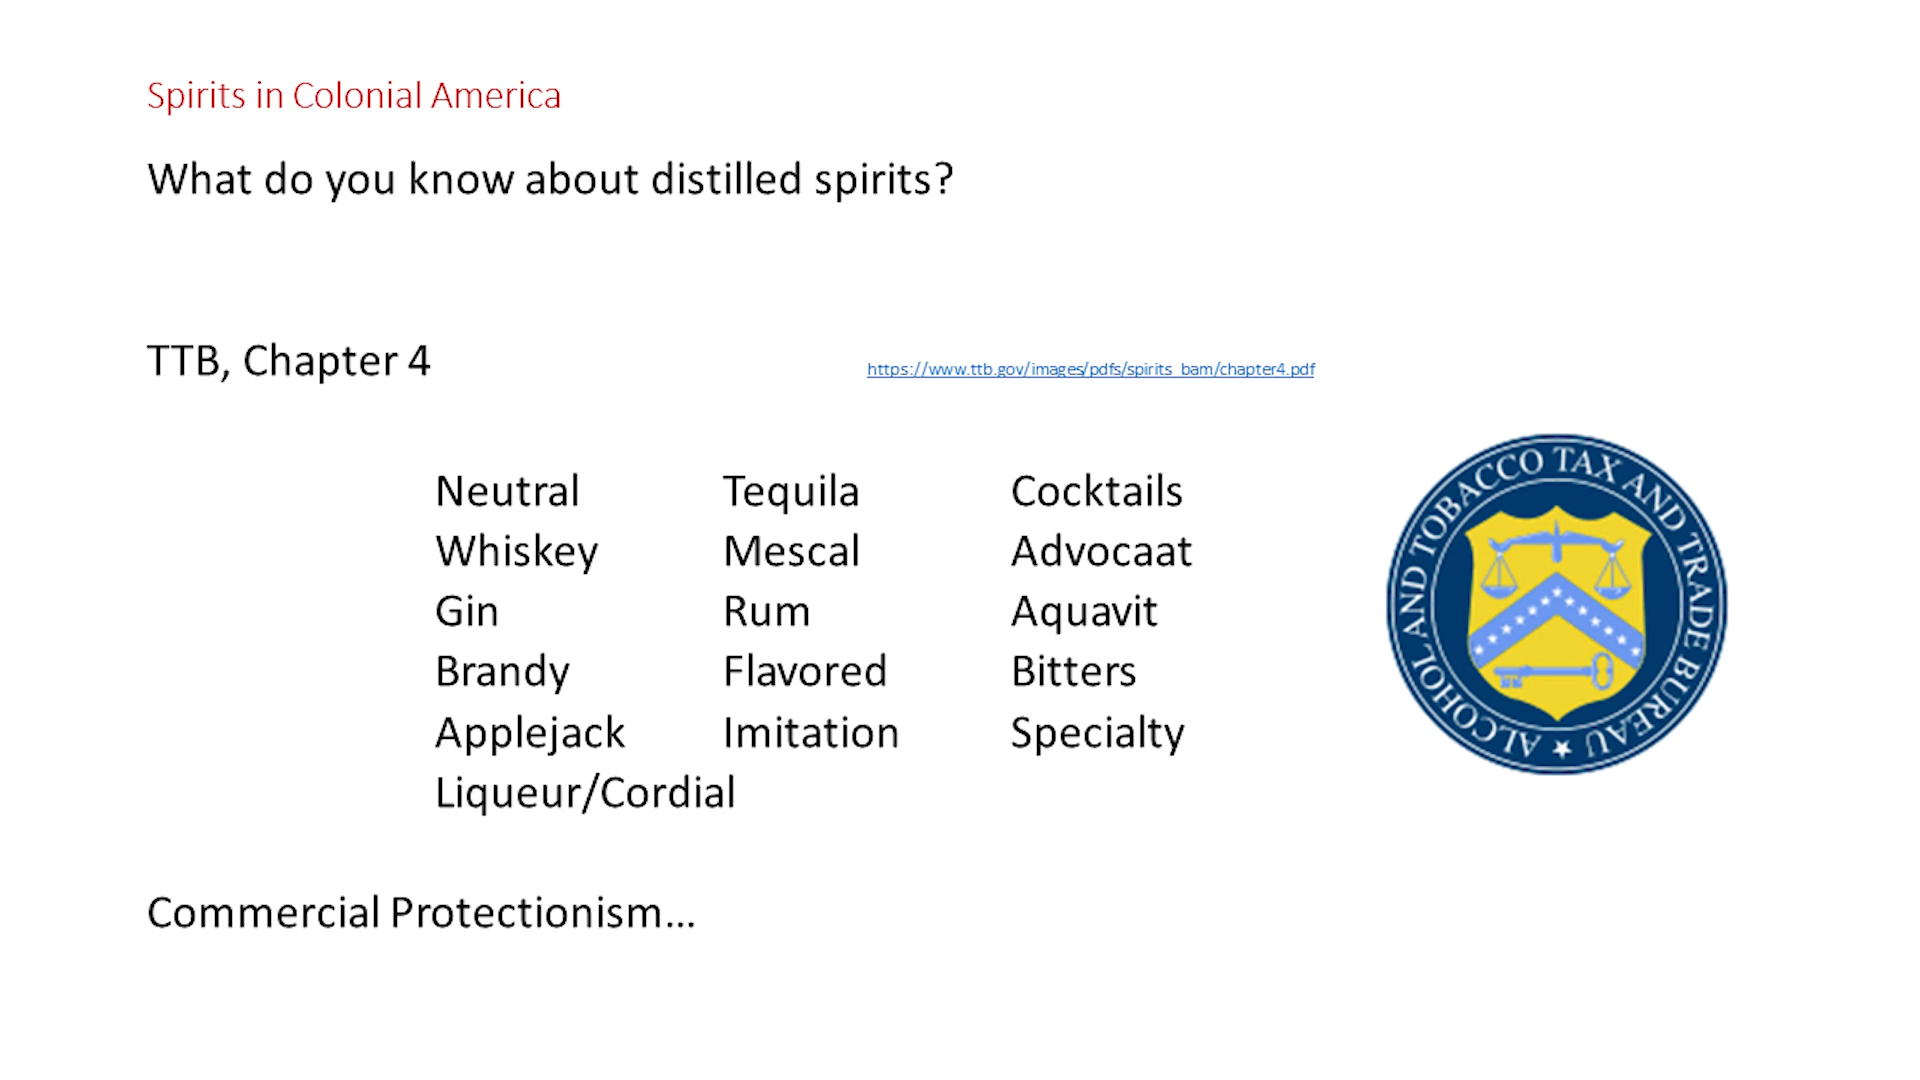 Spirits in Colonial America
What do you know about distilled spirits?
TTB, Chapter 4
https://www.ttb.gov/images/pdfs/spirits_bam/chapter4.pdf
Neutral Tequila Cocktails
Whiskey Mescal Advocaat
Gin Rum Aquavit
Brandy Flavored Bitters
Applejack Imitation Specialty
Liqueur/Cordial
ALCOHOL AND TOBACCO TAX AND TRADE BUREAU
Commercial Protectionism...